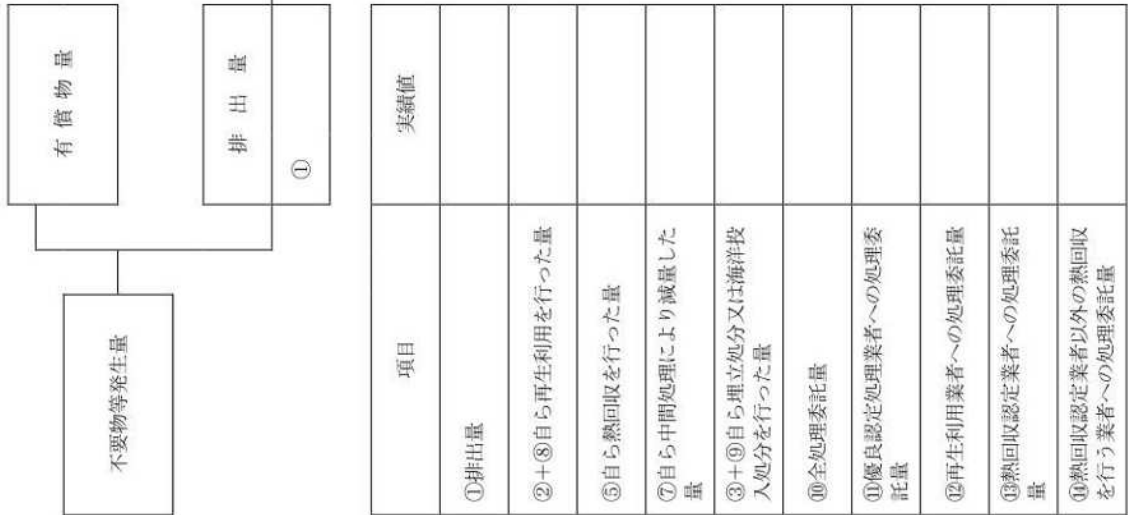 不要物等発生量
有償物量
排出量
①
項目
実績値
①排出量
②+⑧自ら再生利用を行った量
⑤自ら熱回収を行った量
⑦自ら中間処理により減量した
量
③+⑨自ら埋立処分又は海洋投
入処分を行った量
⑩全処理委託量
⑪優良認定処理業者への処理委
託量
⑫再生利用業者への処理委託量
⑬熱回収認定業者への処理委託
量
⑭熱回収認定業者以外の熱回収
を行う業者への処理委託量